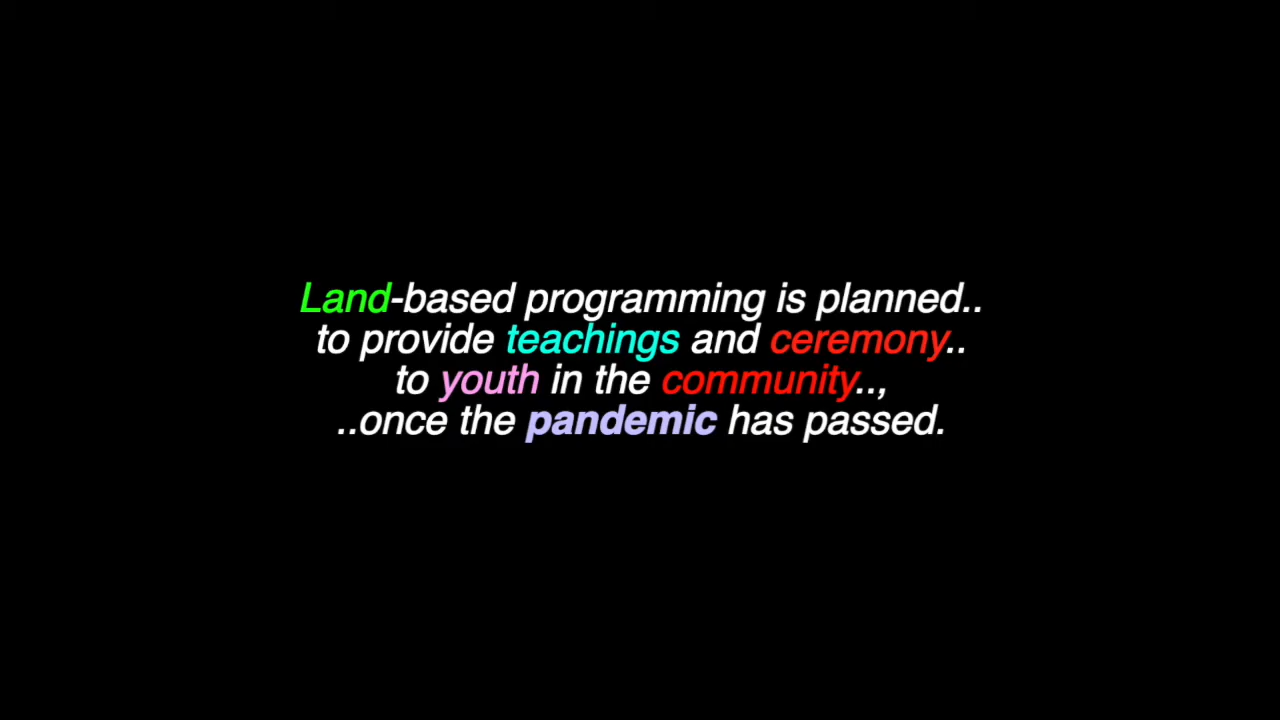 Land-based programming is planned..
to provide teachings and ceremony..
to youth in the community..,
..once the pandemic has passed.